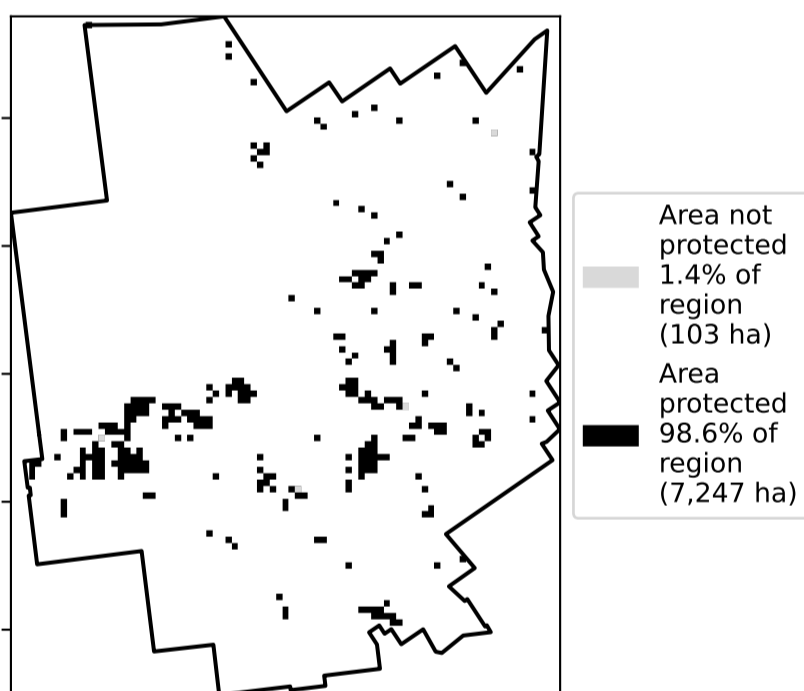 Area not
protected
1.4% of
region
(103 ha)
Area
protected
98.6% of
region
(7,247 ha)